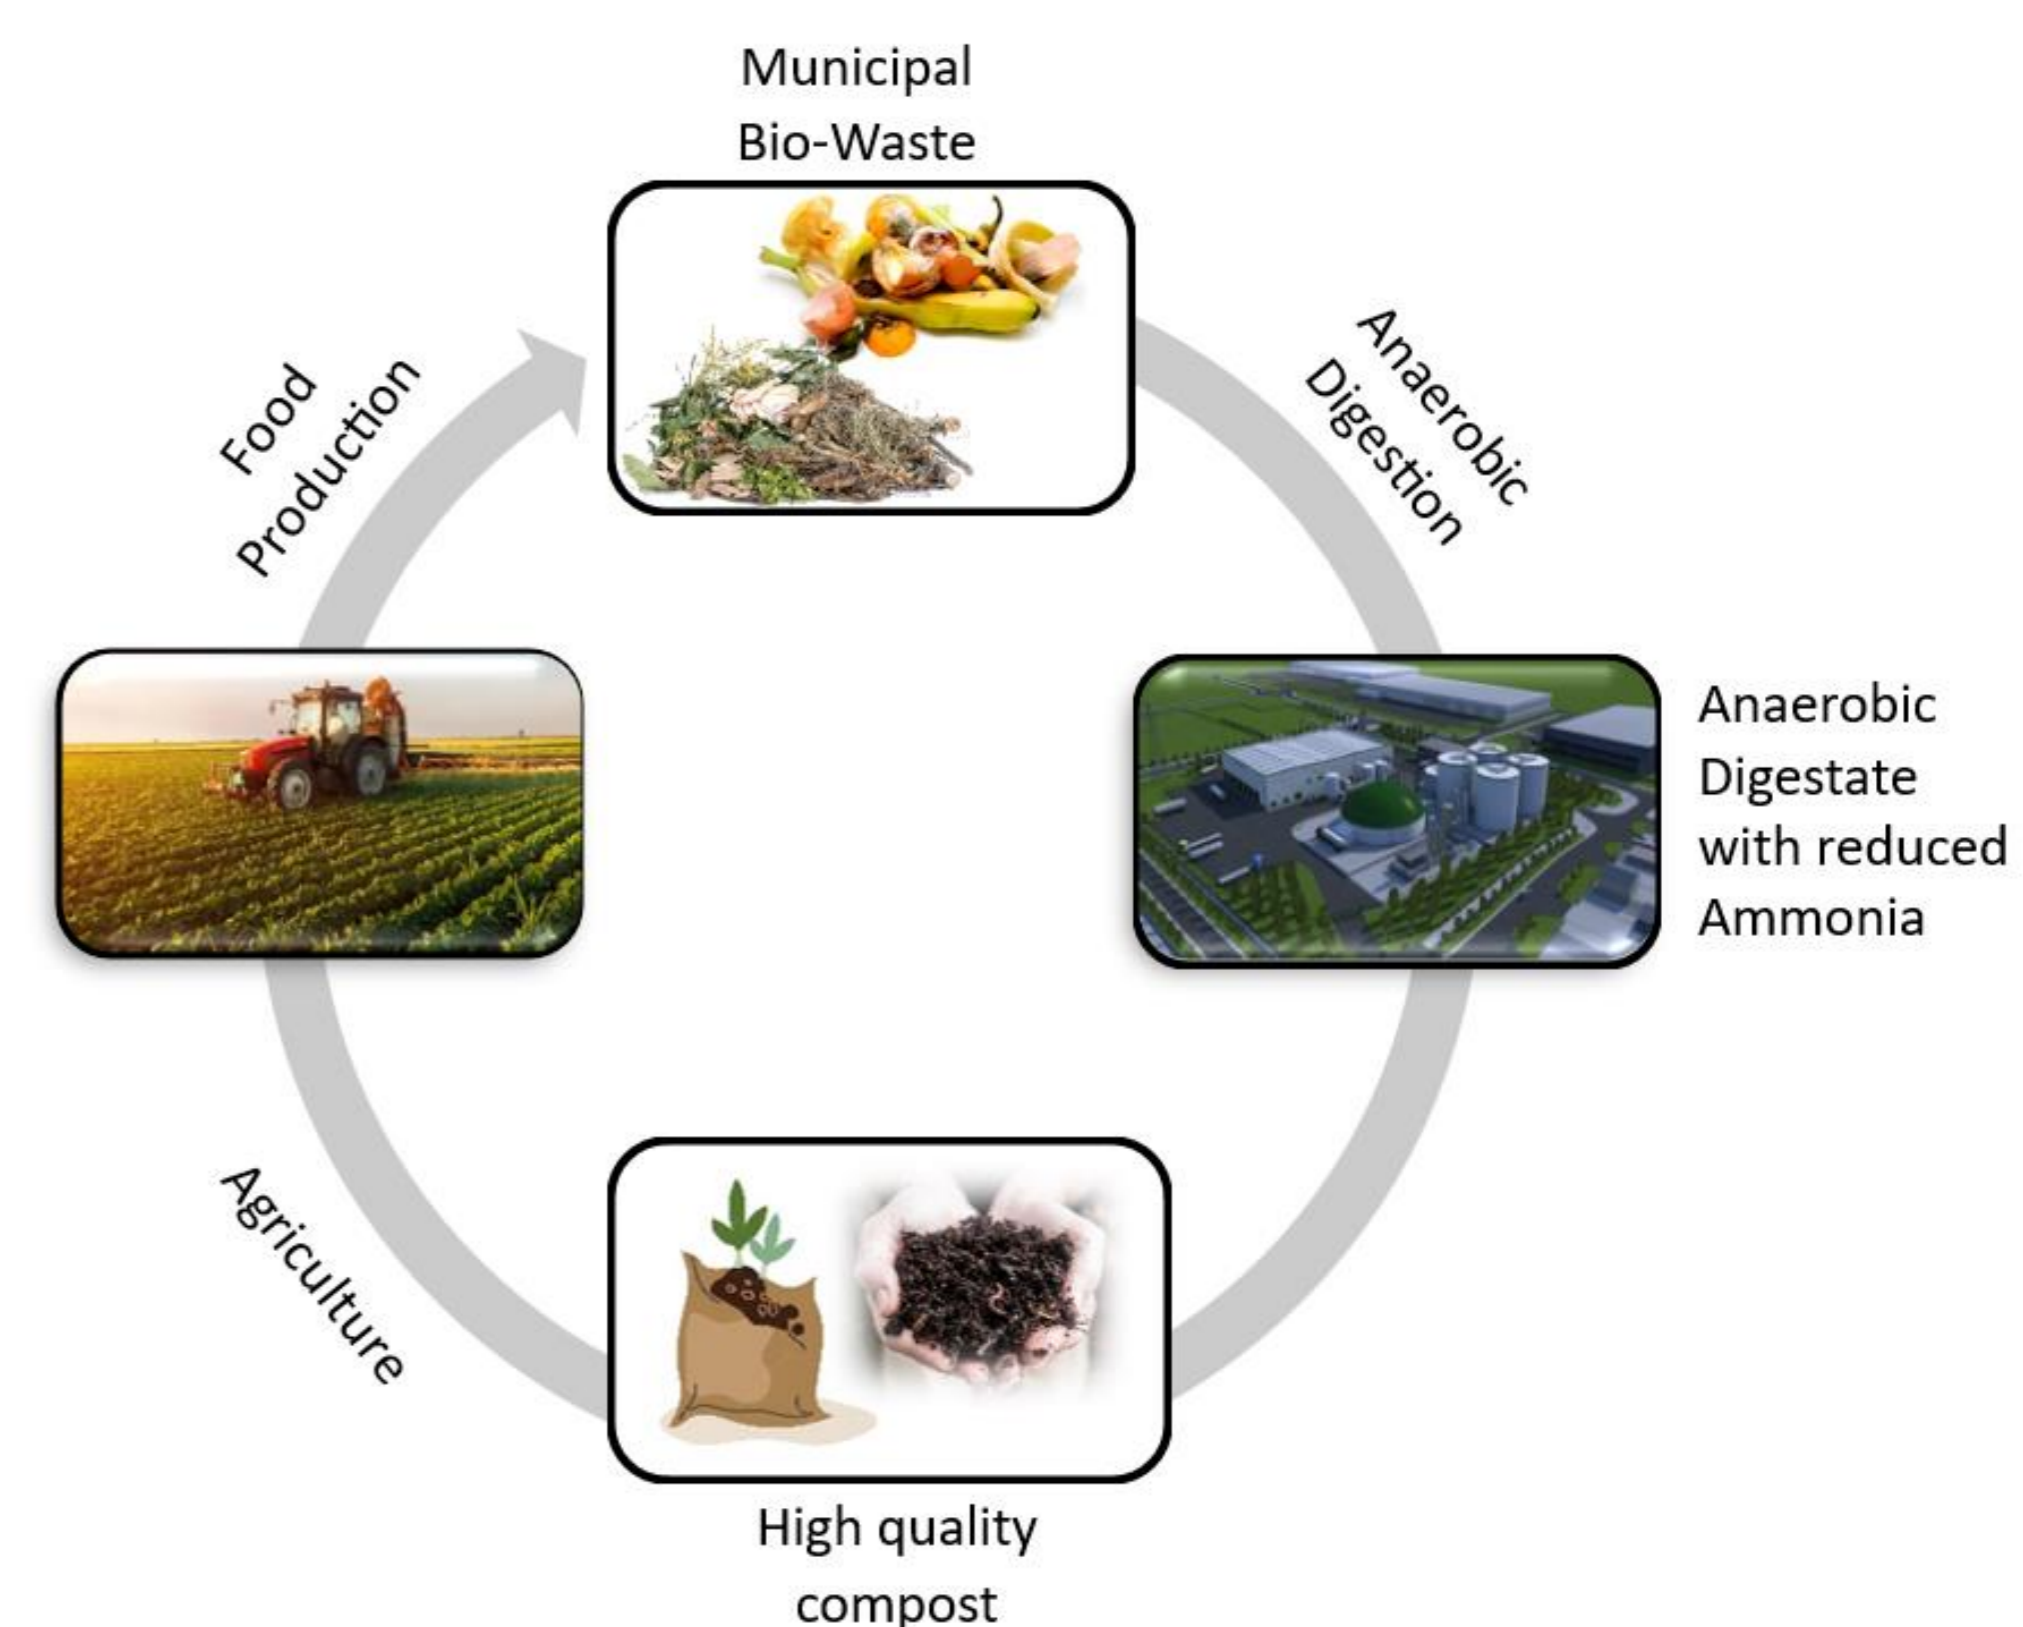 Municipal
Bio-Waste
Anaerobic
Digestion
Food
Production
Anaerobic
Digestate
with reduced
Ammonia
Agriculture
High quality
compost